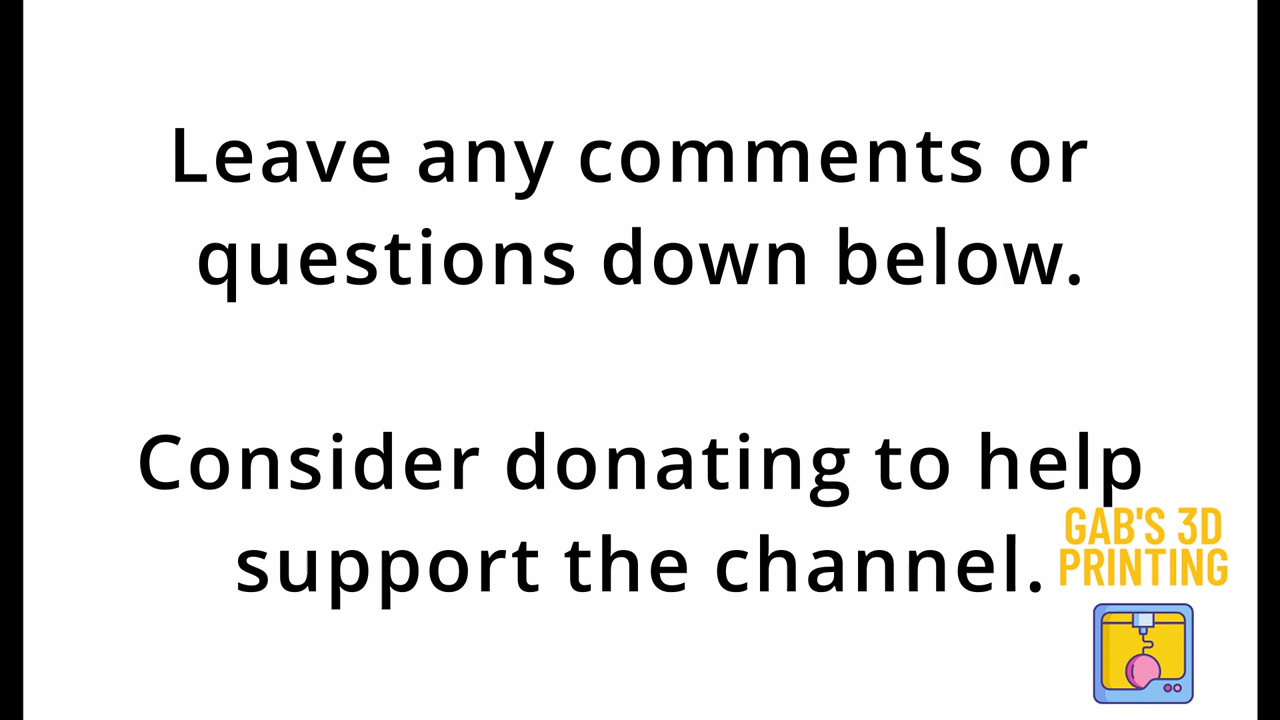 Leave any comments or
questions down below.
Consider donating to help
support the channel.
GAB'S 3D
PRINTING